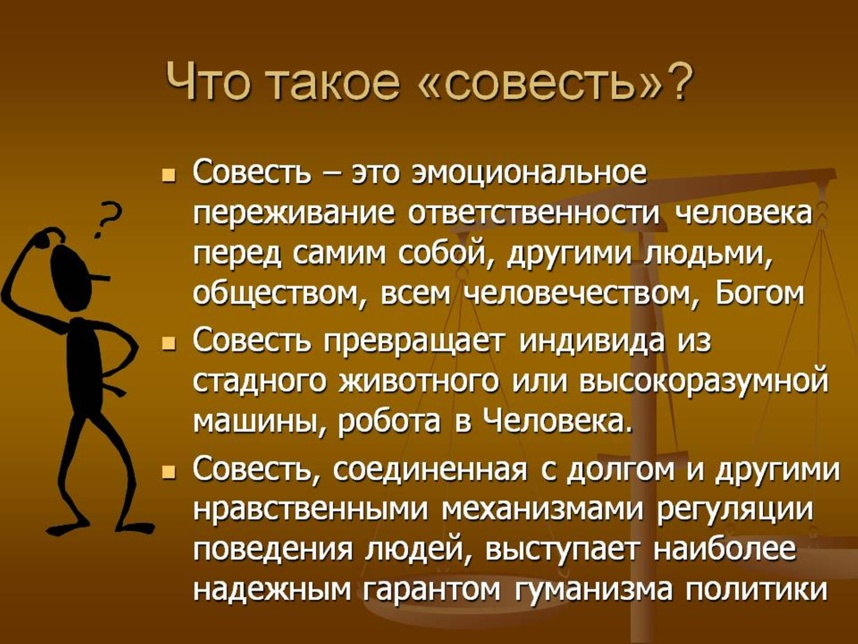 Что такое «совесть»?
?
Совесть – это эмоциональное
переживание ответственности человека
перед самим собой, другими людьми,
обществом, всем человечеством, Богом
Совесть превращает индивида из
стадного животного или высокоразумной
машины, робота в Человека.
Совесть, соединенная с долгом и другими
нравственными механизмами регуляции
поведения людей, выступает наиболее
надежным гарантом гуманизма политики